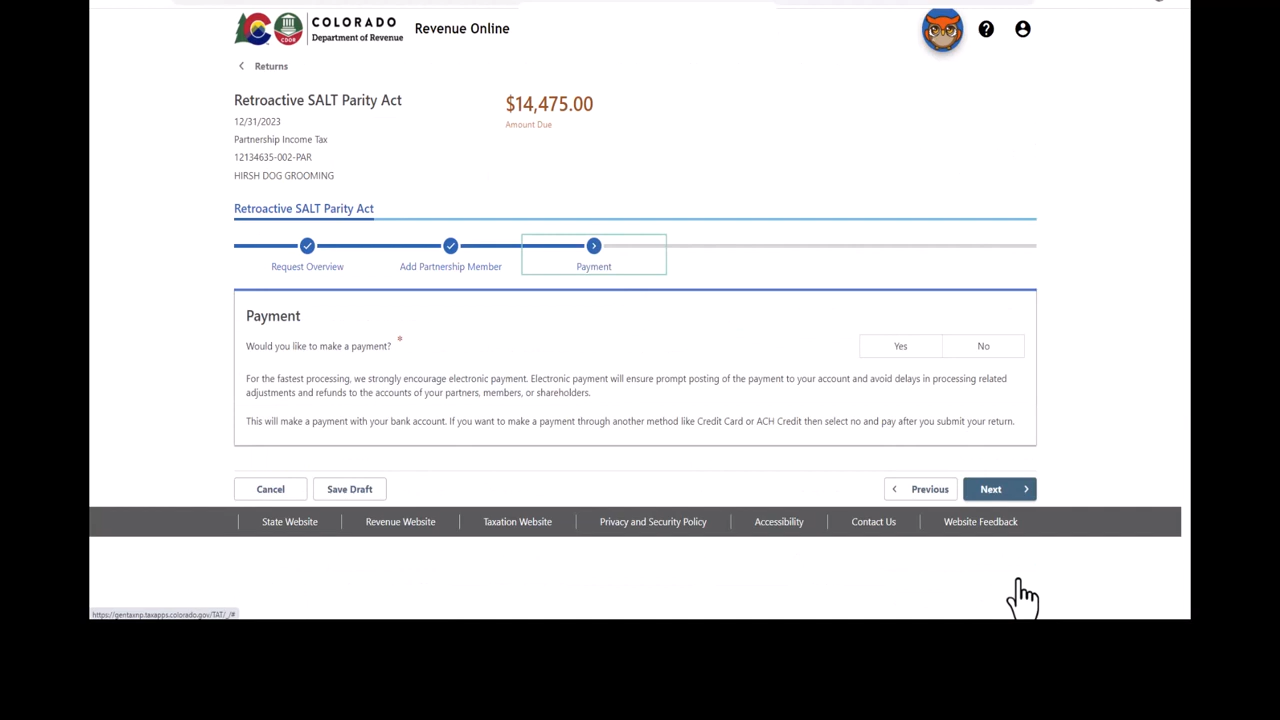 COLORADO
Department of Revenue
CDOR
Revenue Online
Returns
Retroactive SALT Parity Act
$14,475.00
12/31/2023
Amount Due
Partnership Income Tax
12134635-002-PAR
HIRSH DOG GROOMING
Retroactive SALT Parity Act
Request Overview
Add Partnership Member
Payment
Payment
Would you like to make a payment? *
Yes
No
For the fastest processing, we strongly encourage electronic payment. Electronic payment will ensure prompt posting of the payment to your account and avoid delays in processing related
adjustments and refunds to the accounts of your partners, members, or shareholders.
This will make a payment with your bank account. If you want to make a payment through another method like Credit Card or ACH Credit then select no and pay after you submit your return.
Cancel
Save Draft
Previous
Next
State Website
Revenue Website
Taxation Website
Privacy and Security Policy
Accessibility
Contact Us
Website Feedback
https://gentaxnp.taxapps.colorado.gov/TAT/_/#